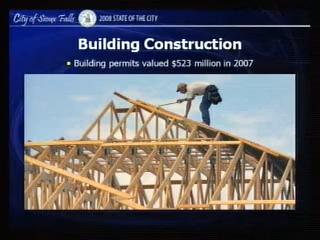 City of Sioux Falls 2008 STATE OF THE CITY
Building Construction
Building permits valued $523 million in 2007